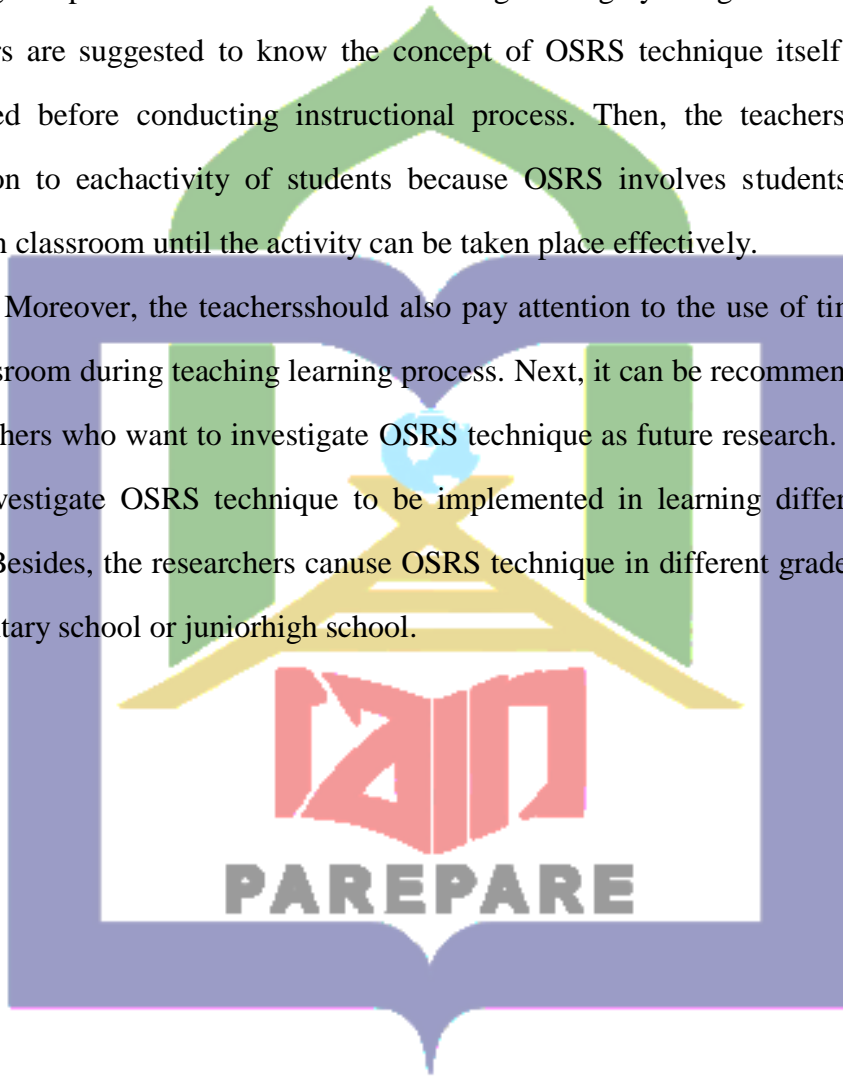 rs are suggested to know the concept of OSRS technique itself
ed before conducting instructional process. Then, the teachers
on to eachactivity of students because OSRS involves students
n classroom until the activity can be taken place effectively.
Moreover, the teachersshould also pay attention to the use of tir
sroom during teaching learning process. Next, it can be recommen
hers who want to investigate OSRS technique as future research.
vestigate OSRS technique to be implemented in learning differ
Besides, the researchers canuse OSRS technique in different grade
ntary school or juniorhigh school.
iain
PAREPARE